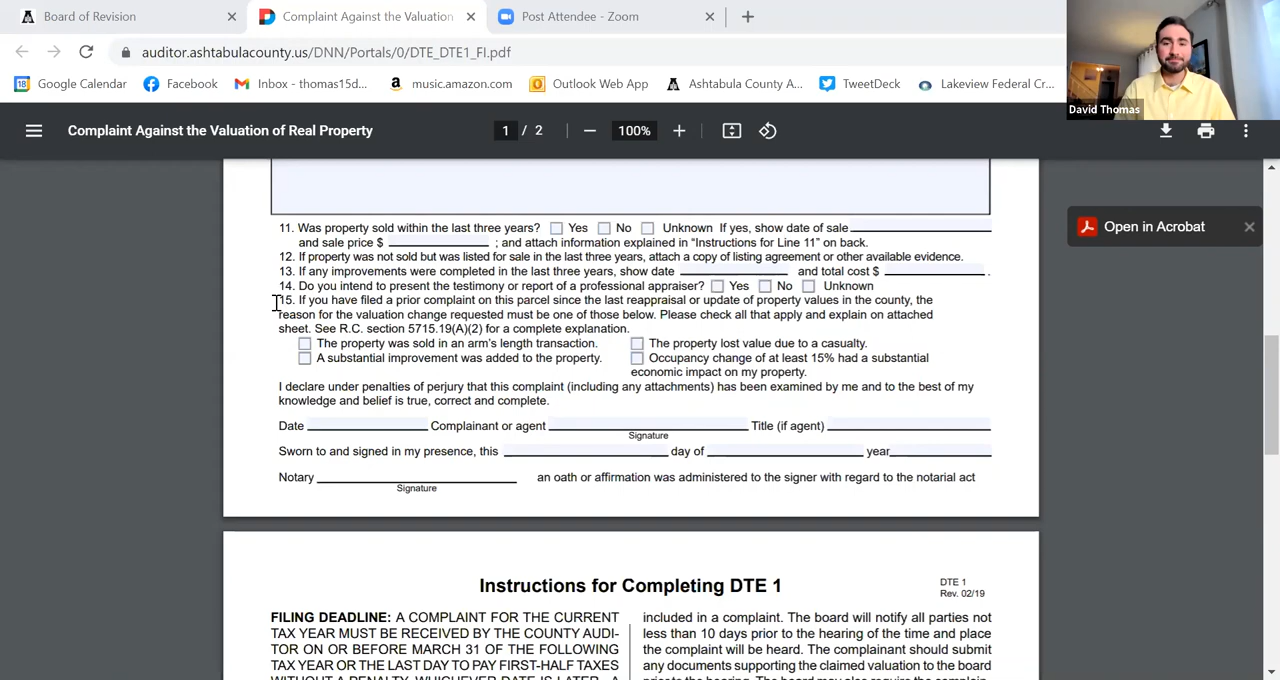 Board of Revision
Complaint Against the Valuation
Post Attendee - Zoom
auditor.ashtabulacounty.us/DNN/Portals/0/DTE_DTE1_FI.pdf
18 Google Calendar
Facebook
Inbox - thomas15d...
music.amazon.com
Outlook Web App
Ashtabula County A...
TweetDeck
Lakeview Federal Cr...
David Thomas
Complaint Against the Valuation of Real Property
1 / 2
100%
Open in Acrobat
11. Was property sold within the last three years? Yes No Unknown If yes, show date of sale
and sale price $ ; and attach information explained in “Instructions for Line 11” on back.
12. If property was not sold but was listed for sale in the last three years, attach a copy of listing agreement or other available evidence.
13. If any improvements were completed in the last three years, show date and total cost $ .
14. Do you intend to present the testimony or report of a professional appraiser? Yes No Unknown
15. If you have filed a prior complaint on this parcel since the last reappraisal or update of property values in the county, the
reason for the valuation change requested must be one of those below. Please check all that apply and explain on attached
sheet. See R.C. section 5715.19(A)(2) for a complete explanation.
The property was sold in an arm’s length transaction. The property lost value due to a casualty.
A substantial improvement was added to the property. Occupancy change of at least 15% had a substantial
economic impact on my property.
I declare under penalties of perjury that this complaint (including any attachments) has been examined by me and to the best of my
knowledge and belief is true, correct and complete.
Date Complainant or agent Title (if agent)
Signature
Sworn to and signed in my presence, this day of year
Notary an oath or affirmation was administered to the signer with regard to the notarial act
Signature
Instructions for Completing DTE 1
DTE 1
Rev. 02/19
FILING DEADLINE: A COMPLAINT FOR THE CURRENT
TAX YEAR MUST BE RECEIVED BY THE COUNTY AUDI-
TOR ON OR BEFORE MARCH 31 OF THE FOLLOWING
TAX YEAR OR THE LAST DAY TO PAY FIRST-HALF TAXES
WITHOUT A PENALTY, WHICHEVER DATE IS LATER. A
included in a complaint. The board will notify all parties not
less than 10 days prior to the hearing of the time and place
the complaint will be heard. The complainant should submit
any documents supporting the claimed valuation to the board
prior to the hearing. The board may also require the complain-